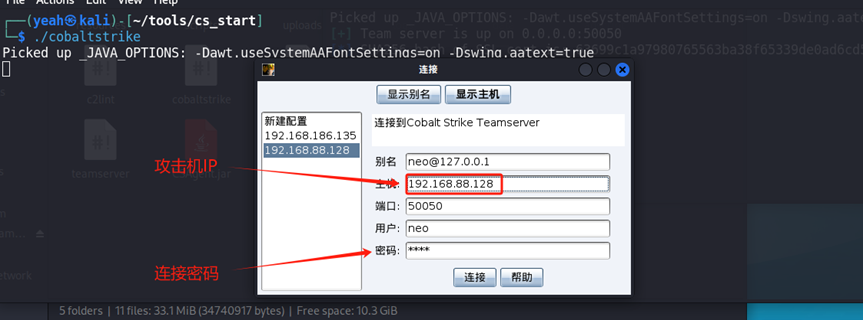 Actions Edit View Help
(yeah㉿kali)-[~/tools/cs_start]
$ ./cobaltstrike
Picked up _JAVA_OPTIONS: -Dawt.useSystemAAFontSettings=on -Dswing.aatext=true
Picked up _JAVA_OPTIONS: -Dawt.useSystemAAFontSettings=on -Dswing.aa
[+] Team server is up on 0.0.0.0:50050
uploads
c2lint
cobaltstrike
teamserver
连接
显示别名
显示主机
新建配置
192.168.186.135
192.168.88.128
连接到Cobalt Strike Teamserver
别名
neo@127.0.0.1
攻击机IP
主机:
192.168.88.128
端口:
50050
用户:
neo
连接密码
密码:
****
连接
帮助
5 folders | 11 files: 33.1 MiB (34740917 bytes) | Free space: 10.3 GiB